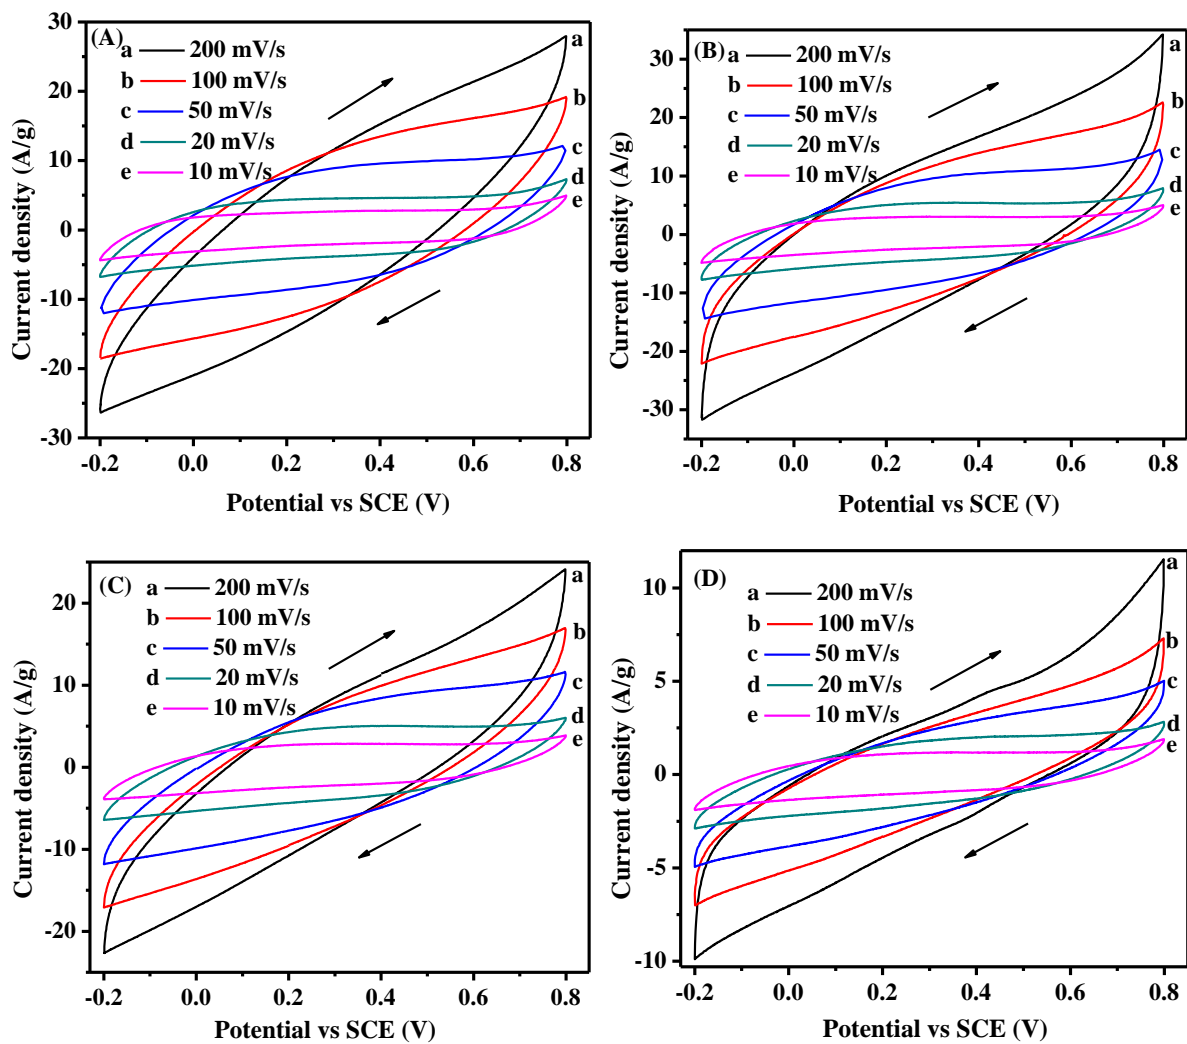 (A)
a 200 mV/s
b 100 mV/s
c 50 mV/s
d 20 mV/s
e 10 mV/s
a
b
c
d
e
30
20
10
0
-10
-20
-30
-0.2 0.0 0.2 0.4 0.6 0.8
Current density (A/g)
Potential vs SCE (V)
(B)
a 200 mV/s
b 100 mV/s
c 50 mV/s
d 20 mV/s
e 10 mV/s
a
b
c
d
e
30
20
10
0
-10
-20
-30
-0.2 0.0 0.2 0.4 0.6 0.8
Current density (A/g)
Potential vs SCE (V)
(C)
a 200 mV/s
b 100 mV/s
c 50 mV/s
d 20 mV/s
e 10 mV/s
a
b
c
d
e
20
10
0
-10
-20
-0.2 0.0 0.2 0.4 0.6 0.8
Current density (A/g)
Potential vs SCE (V)
(D)
a 200 mV/s
b 100 mV/s
c 50 mV/s
d 20 mV/s
e 10 mV/s
a
b
c
d
e
10
5
0
-5
-10
-0.2 0.0 0.2 0.4 0.6 0.8
Current density (A/g)
Potential vs SCE (V)